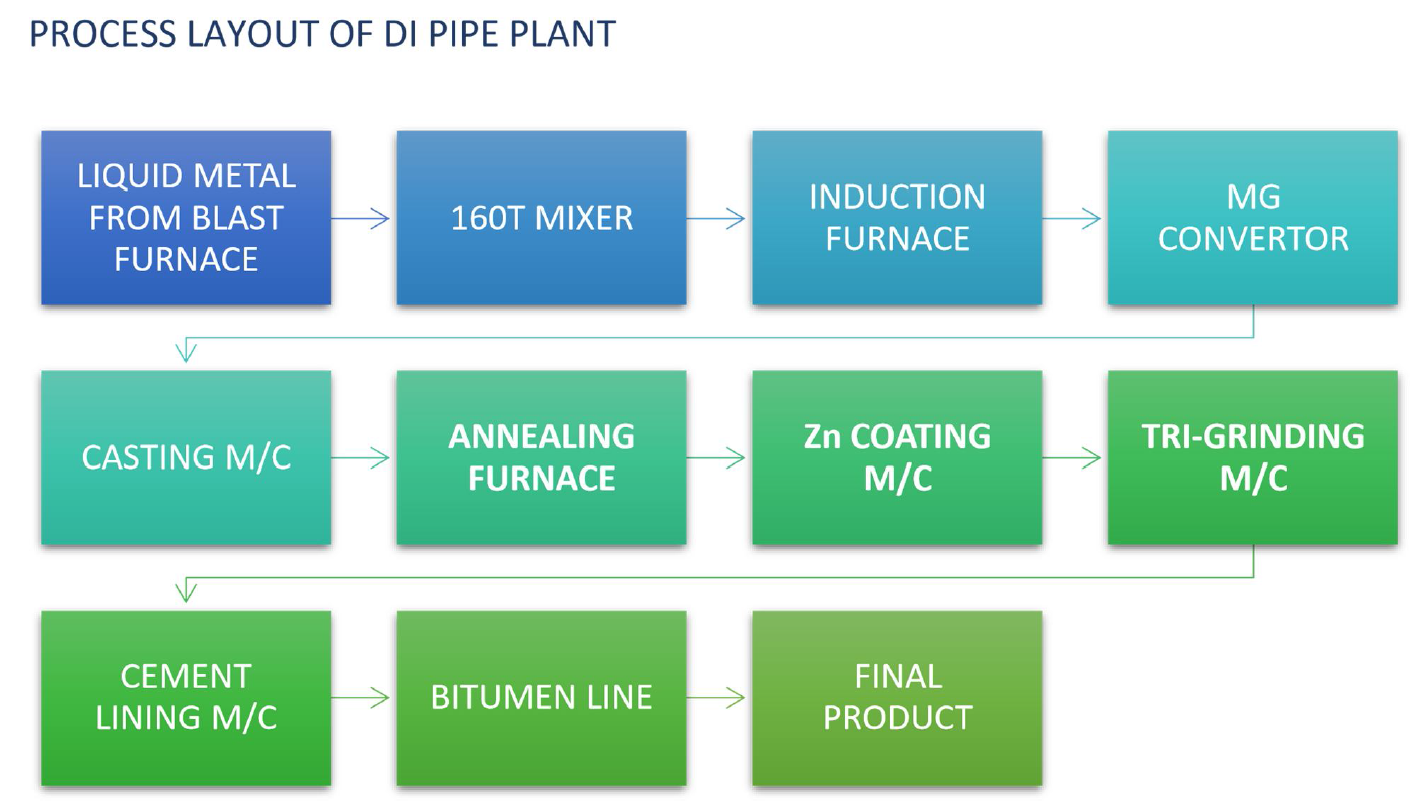 PROCESS LAYOUT OF DI PIPE PLANT
LIQUID METAL
FROM BLAST
FURNACE
160T MIXER
INDUCTION
FURNACE
MG
CONVERTOR
CASTING M/C
ANNEALING
FURNACE
Zn COATING
M/C
TRI-GRINDING
M/C
CEMENT
LINING M/C
BITUMEN LINE
FINAL
PRODUCT